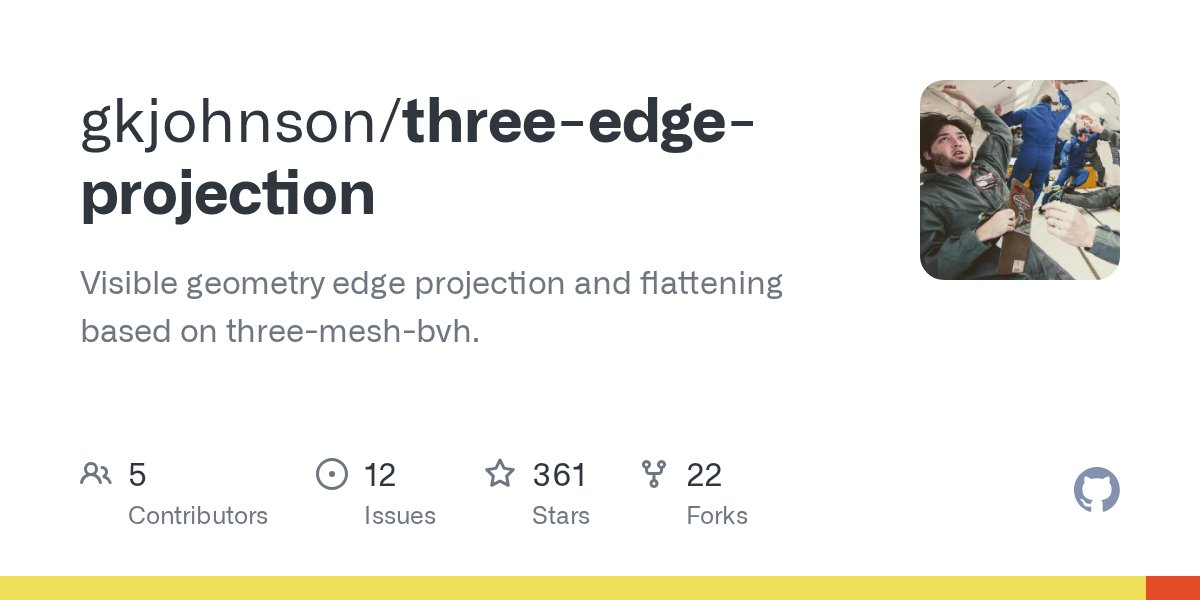 gkjohnson/three-edge-
projection
Visible geometry edge projection and flattening
based on three-mesh-bvh.
5 12 361 22
Contributors Issues Stars Forks